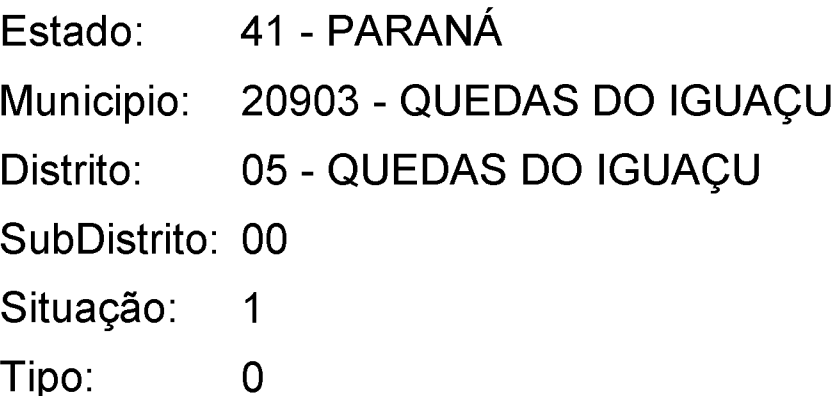 Estado: 41 - PARANÁ
Municipio: 20903 - QUEDAS DO IGUAÇU
Distrito: 05 - QUEDAS DO IGUAÇU
SubDistrito: 00
Situação: 1
Tipo: 0